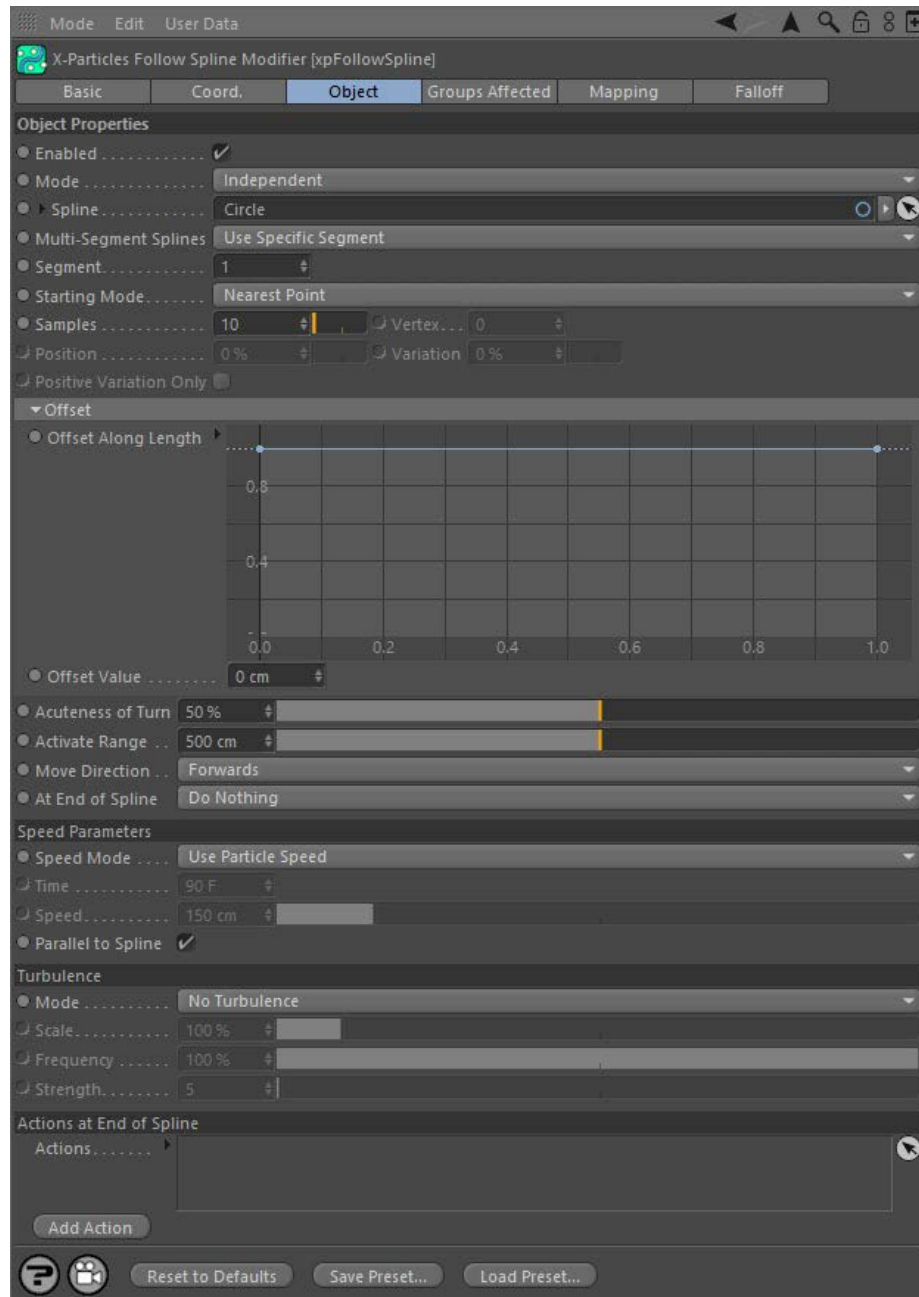 Mode Edit User Data
X-Particles Follow Spline Modifier [xpFollowSpline]
Basic Coord. Object Groups Affected Mapping Falloff
Object Properties
Enabled . . . . . . . . . . . .
Mode . . . . . . . . . . . . . . Independent
Spline . . . . . . . . . . . . Circle
Multi-Segment Splines Use Specific Segment
Segment. . . . . . . . . . . . 1
Starting Mode. . . . . . . Nearest Point
Samples . . . . . . . . . . . . 10 Vertex. . . 0
Position . . . . . . . . . . . . 0 % Variation 0 %
Positive Variation Only
Offset
Offset Along Length
0.8
0.4
0.0 0.2 0.4 0.6 0.8 1.0
Offset Value . . . . . . . . 0 cm
Acuteness of Turn 50 %
Activate Range . . 500 cm
Move Direction . . Forwards
At End of Spline Do Nothing
Speed Parameters
Speed Mode . . . . Use Particle Speed
Time . . . . . . . . . . . 90 F
Speed. . . . . . . . . . 150 cm
Parallel to Spline
Turbulence
Mode . . . . . . . . . . No Turbulence
Scale. . . . . . . . . . . 100 %
Frequency . . . . . . 100 %
Strength. . . . . . . . 5
Actions at End of Spline
Actions. . . . . . .
Add Action
Reset to Defaults Save Preset... Load Preset...